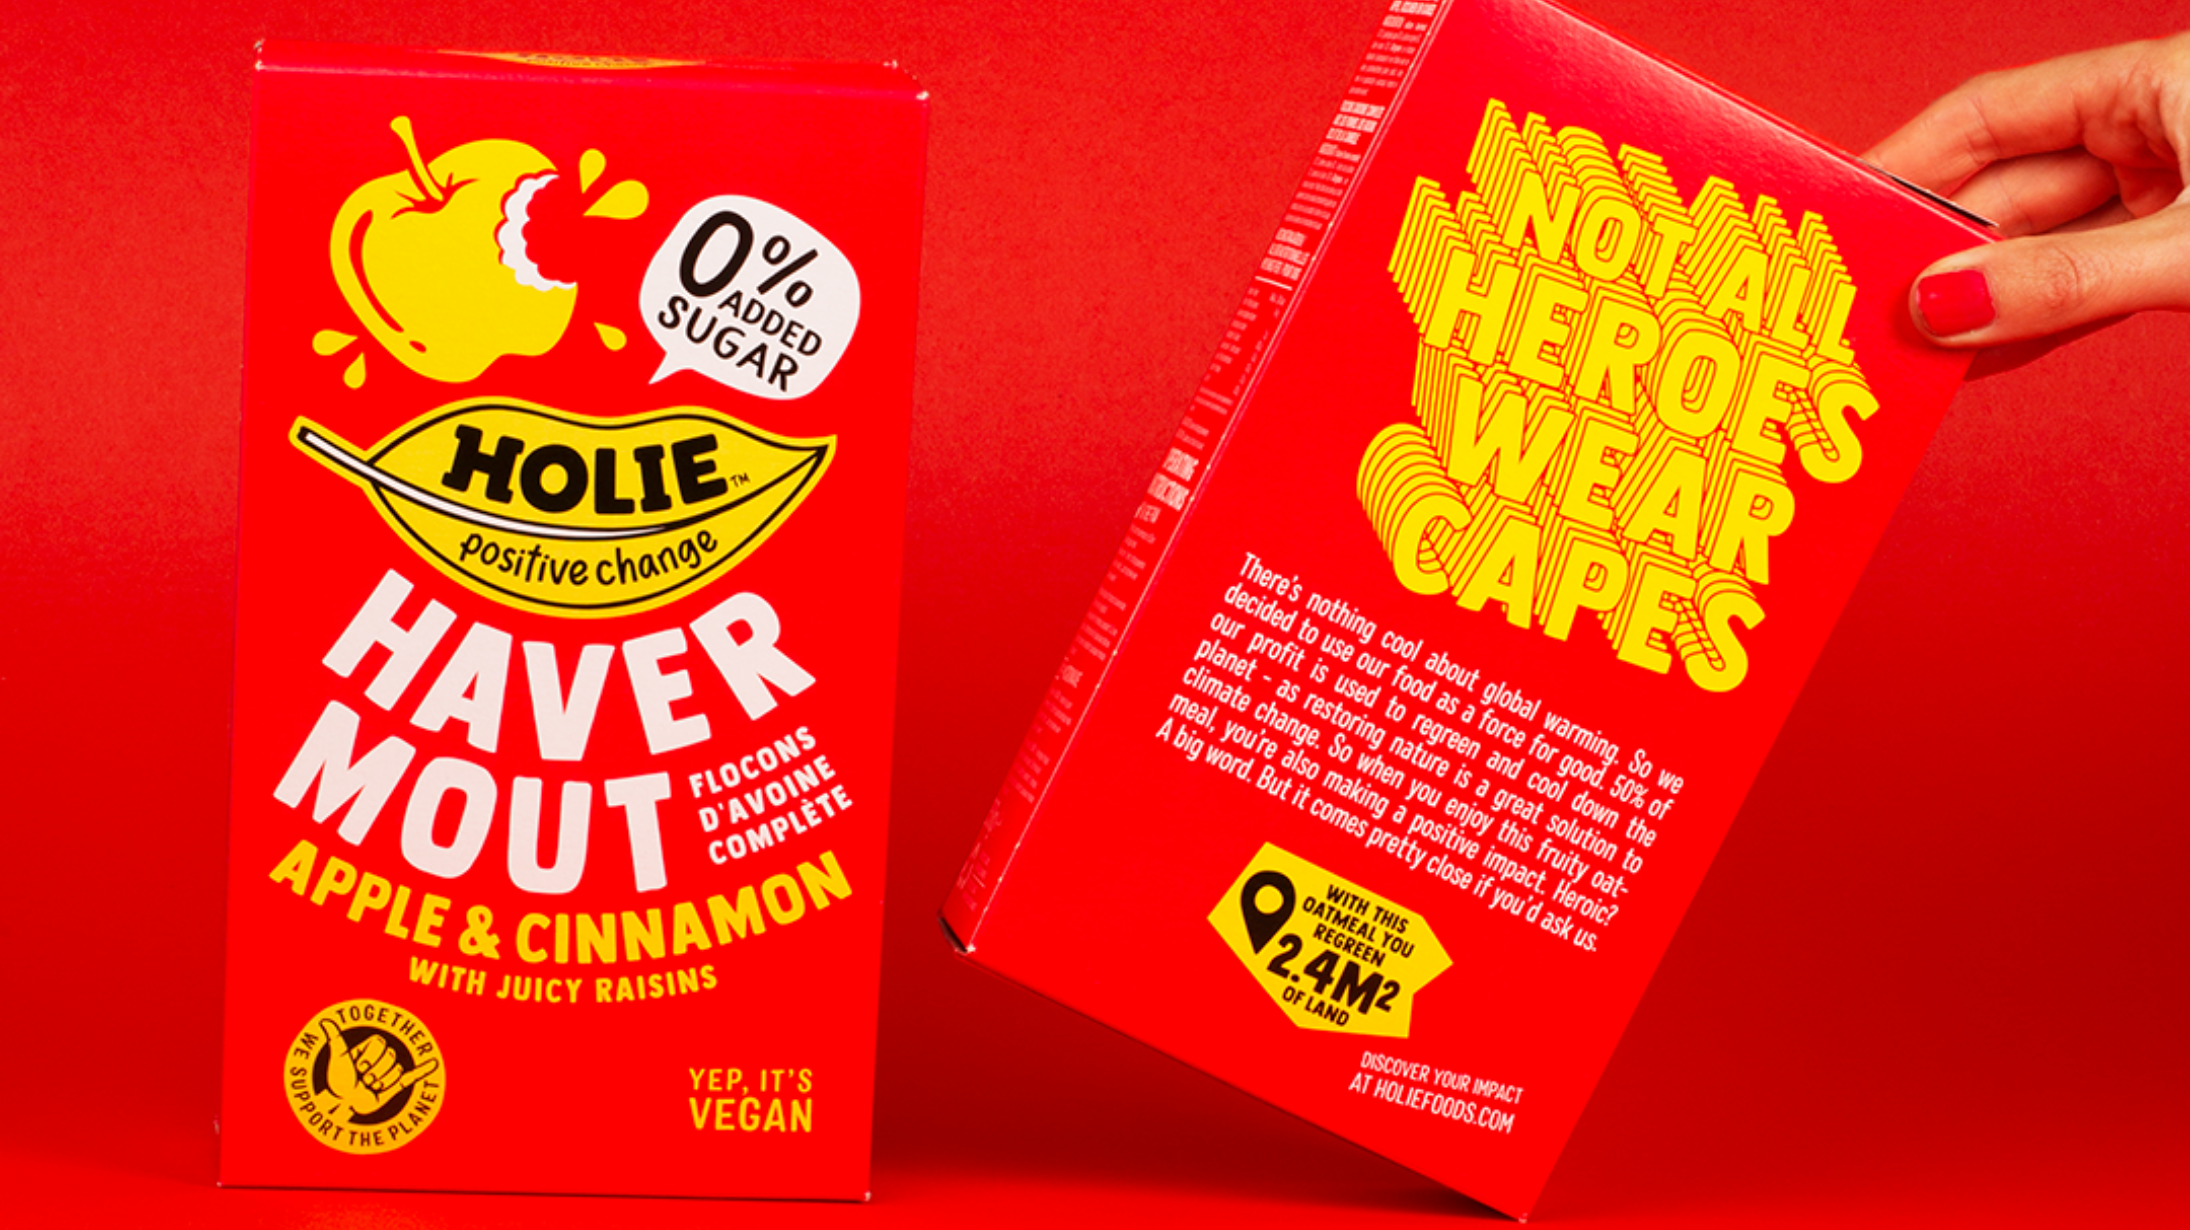 0%
ADDED
SUGAR
HOLIE™
positive change
HAVER
MOUT
FLOCONS
D'AVOINE
COMPLÈTE
APPLE & CINNAMON
WITH JUICY RAISINS
TOGETHER
WE SUPPORT THE PLANET
YEP, IT'S
VEGAN
NOT ALL
HEROES
WEAR
CAPES
There's nothing cool about global warming. So we
decided to use our food as a force for good. 50% of
our profit is used to regreen and cool down the
planet - as restoring nature is a great solution to
climate change. So when you enjoy this fruity oat-
meal, you're also making a positive impact. Heroic?
A big word. But it comes pretty close if you'd ask us.
WITH THIS
OATMEAL YOU
REGREEN
2.4M²
OF LAND
DISCOVER YOUR IMPACT
AT HOLIEFOODS.COM